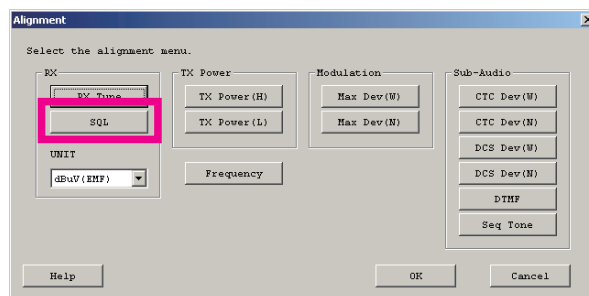 Alignment
Select the alignment menu.
RX
RX Tune
SQL
UNIT
dBuV(EMF)
TX Power
TX Power(H)
TX Power(L)
Frequency
Modulation
Max Dev(W)
Max Dev(N)
Sub-Audio
CTC Dev(W)
CTC Dev(N)
DCS Dev(W)
DCS Dev(N)
DTMF
Seq Tone
Help
OK
Cancel